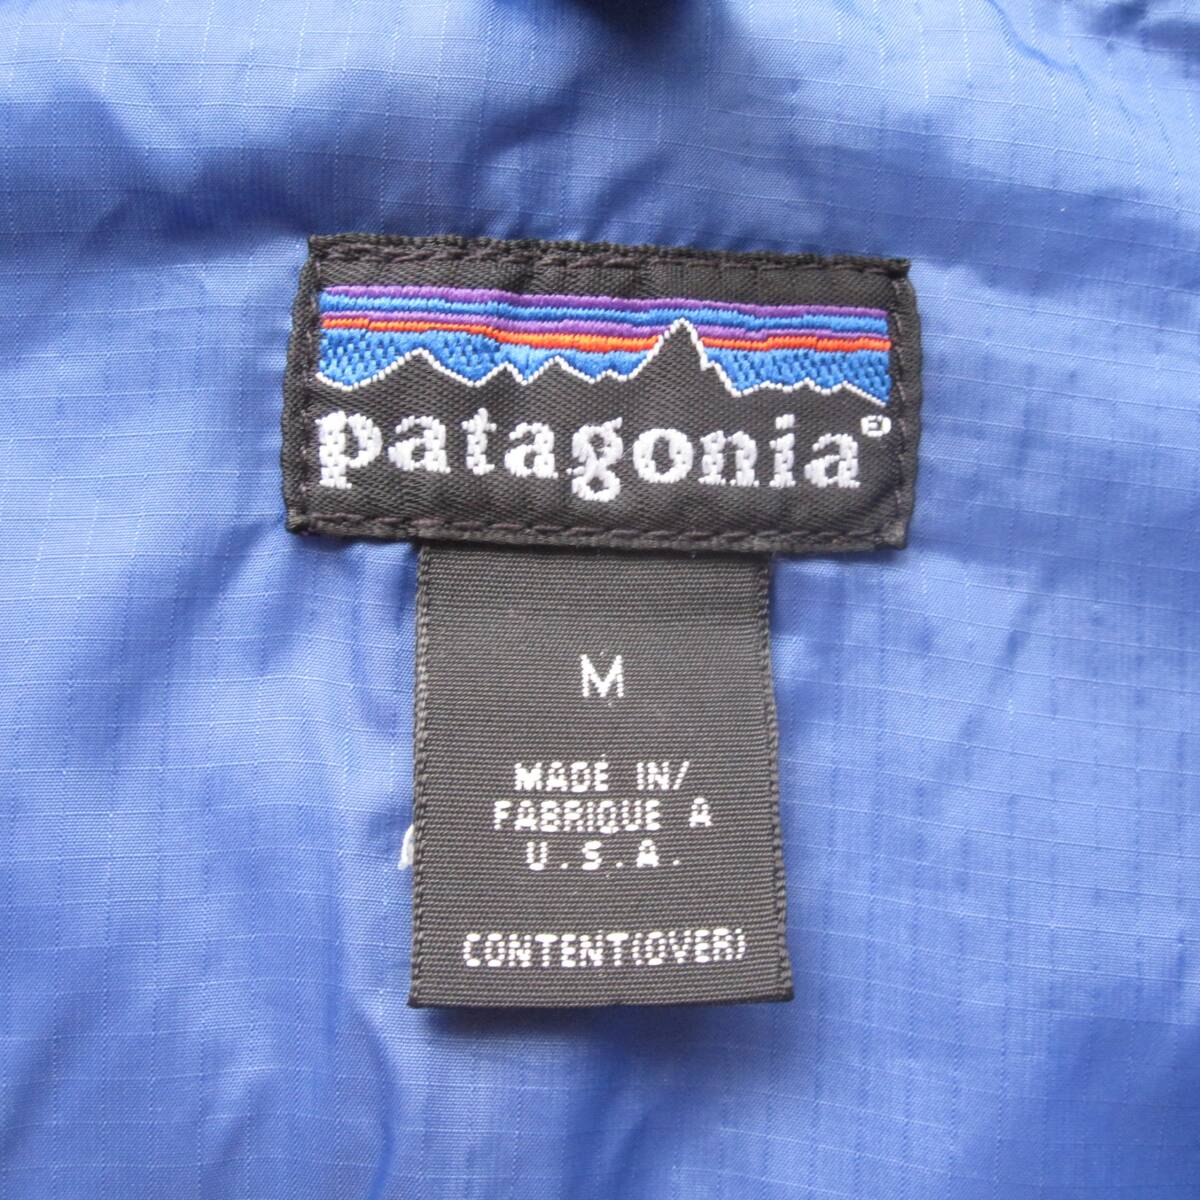 patagonia®
M
MADE IN/
FABRIQUE A
U.S.A.
CONTENT(OVER)